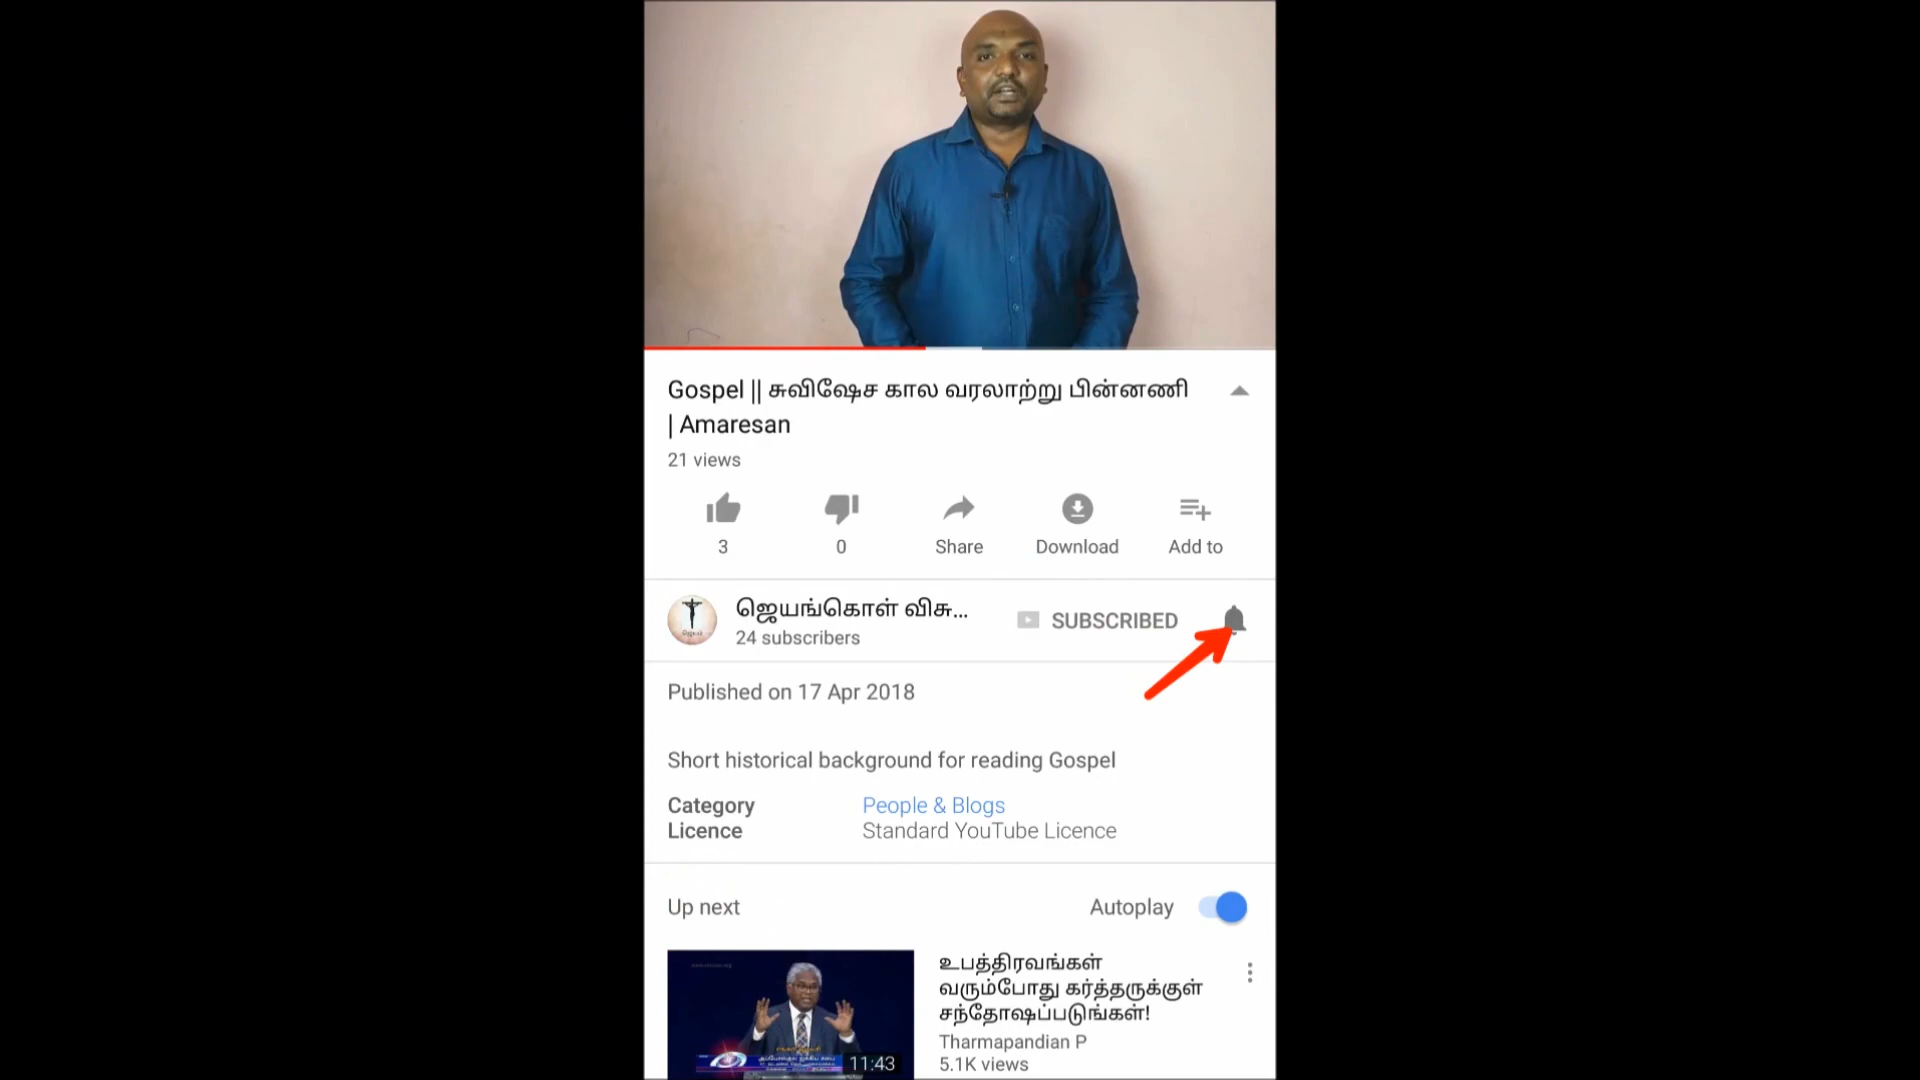 Gospel || சுவிஷேச கால வரலாற்று பின்னணி
| Amaresan
21 views
3
0
Share
Download
Add to
ஜெயங்கொள் விசு...
24 subscribers
SUBSCRIBED
Published on 17 Apr 2018
Short historical background for reading Gospel
Category
People & Blogs
Licence
Standard YouTube Licence
Up next
Autoplay
11:43
உபத்திரவங்கள்
வரும்போது கர்த்தருக்குள்
சந்தோஷப்படுங்கள்!
Tharmapandian P
5.1K views